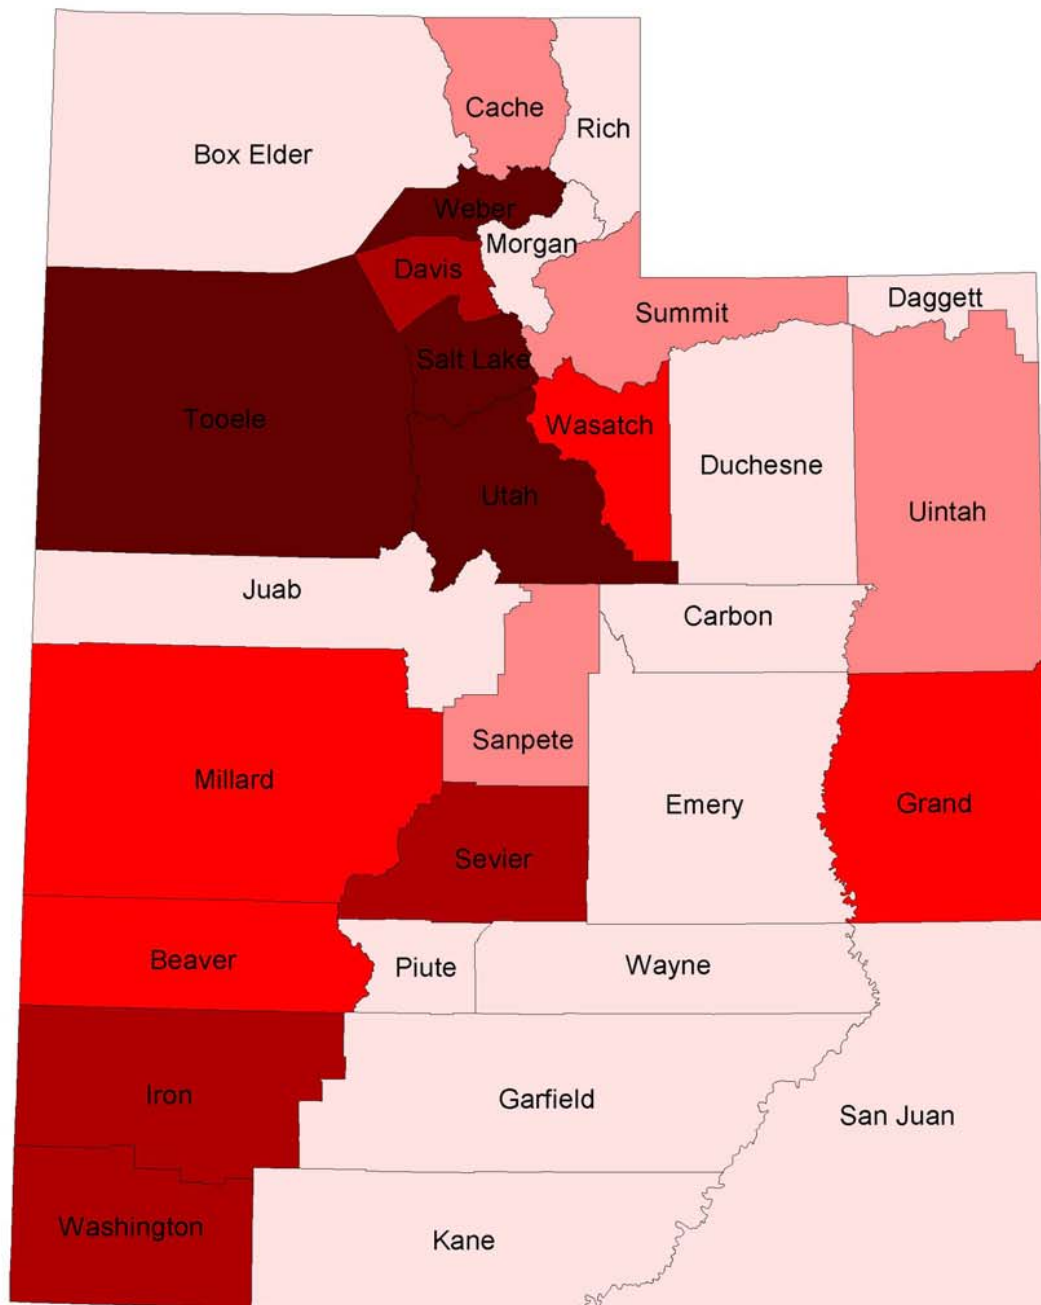 Cache
Rich
Box Elder
Weber
Morgan
Davis
Daggett
Summit
Salt Lake
Tooele
Wasatch
Duchesne
Utah
Uintah
Juab
Carbon
Sanpete
Millard
Emery
Grand
Sevier
Beaver
Piute
Wayne
Iron
Garfield
San Juan
Washington
Kane